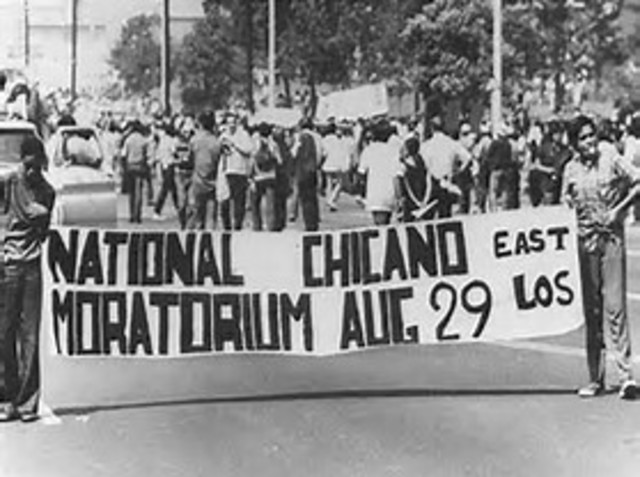 NATIONAL CHICANO EAST
MORATORIUM AUG 29 LOS